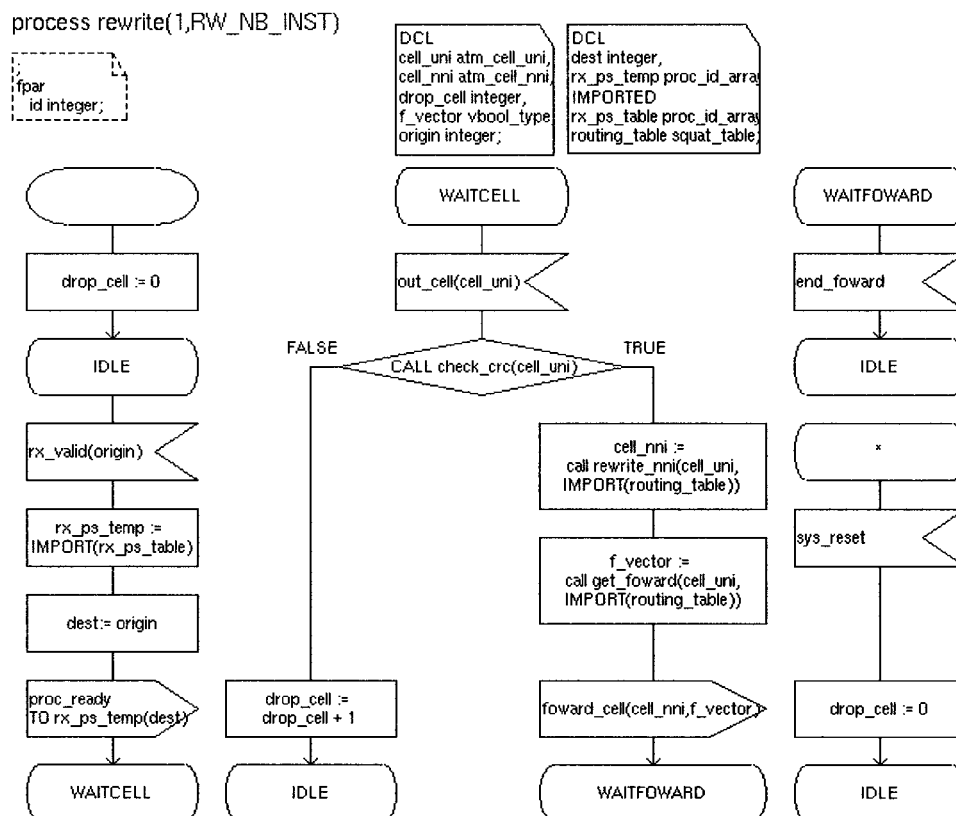 process rewrite(1,RW_NB_INST)
;
fpar
id integer;
DCL
cell_uni atm_cell_uni,
cell_nni atm_cell_nni,
drop_cell integer,
f_vector vbool_type
origin integer;
DCL
dest integer,
rx_ps_temp proc_id_array
IMPORTED
rx_ps_table proc_id_array
routing_table squat_table;
drop_cell := 0
IDLE
rx_valid(origin)
rx_ps_temp :=
IMPORT(rx_ps_table)
dest:= origin
proc_ready
TO rx_ps_temp(dest)
WAITCELL
WAITCELL
out_cell(cell_uni)
CALL check_crc(cell_uni)
FALSE
TRUE
drop_cell :=
drop_cell + 1
IDLE
cell_nni :=
call rewrite_nni(cell_uni,
IMPORT(routing_table))
f_vector :=
call get_foward(cell_uni,
IMPORT(routing_table))
foward_cell(cell_nni,f_vector)
WAITFOWARD
WAITFOWARD
end_foward
IDLE
*
sys_reset
drop_cell := 0
IDLE